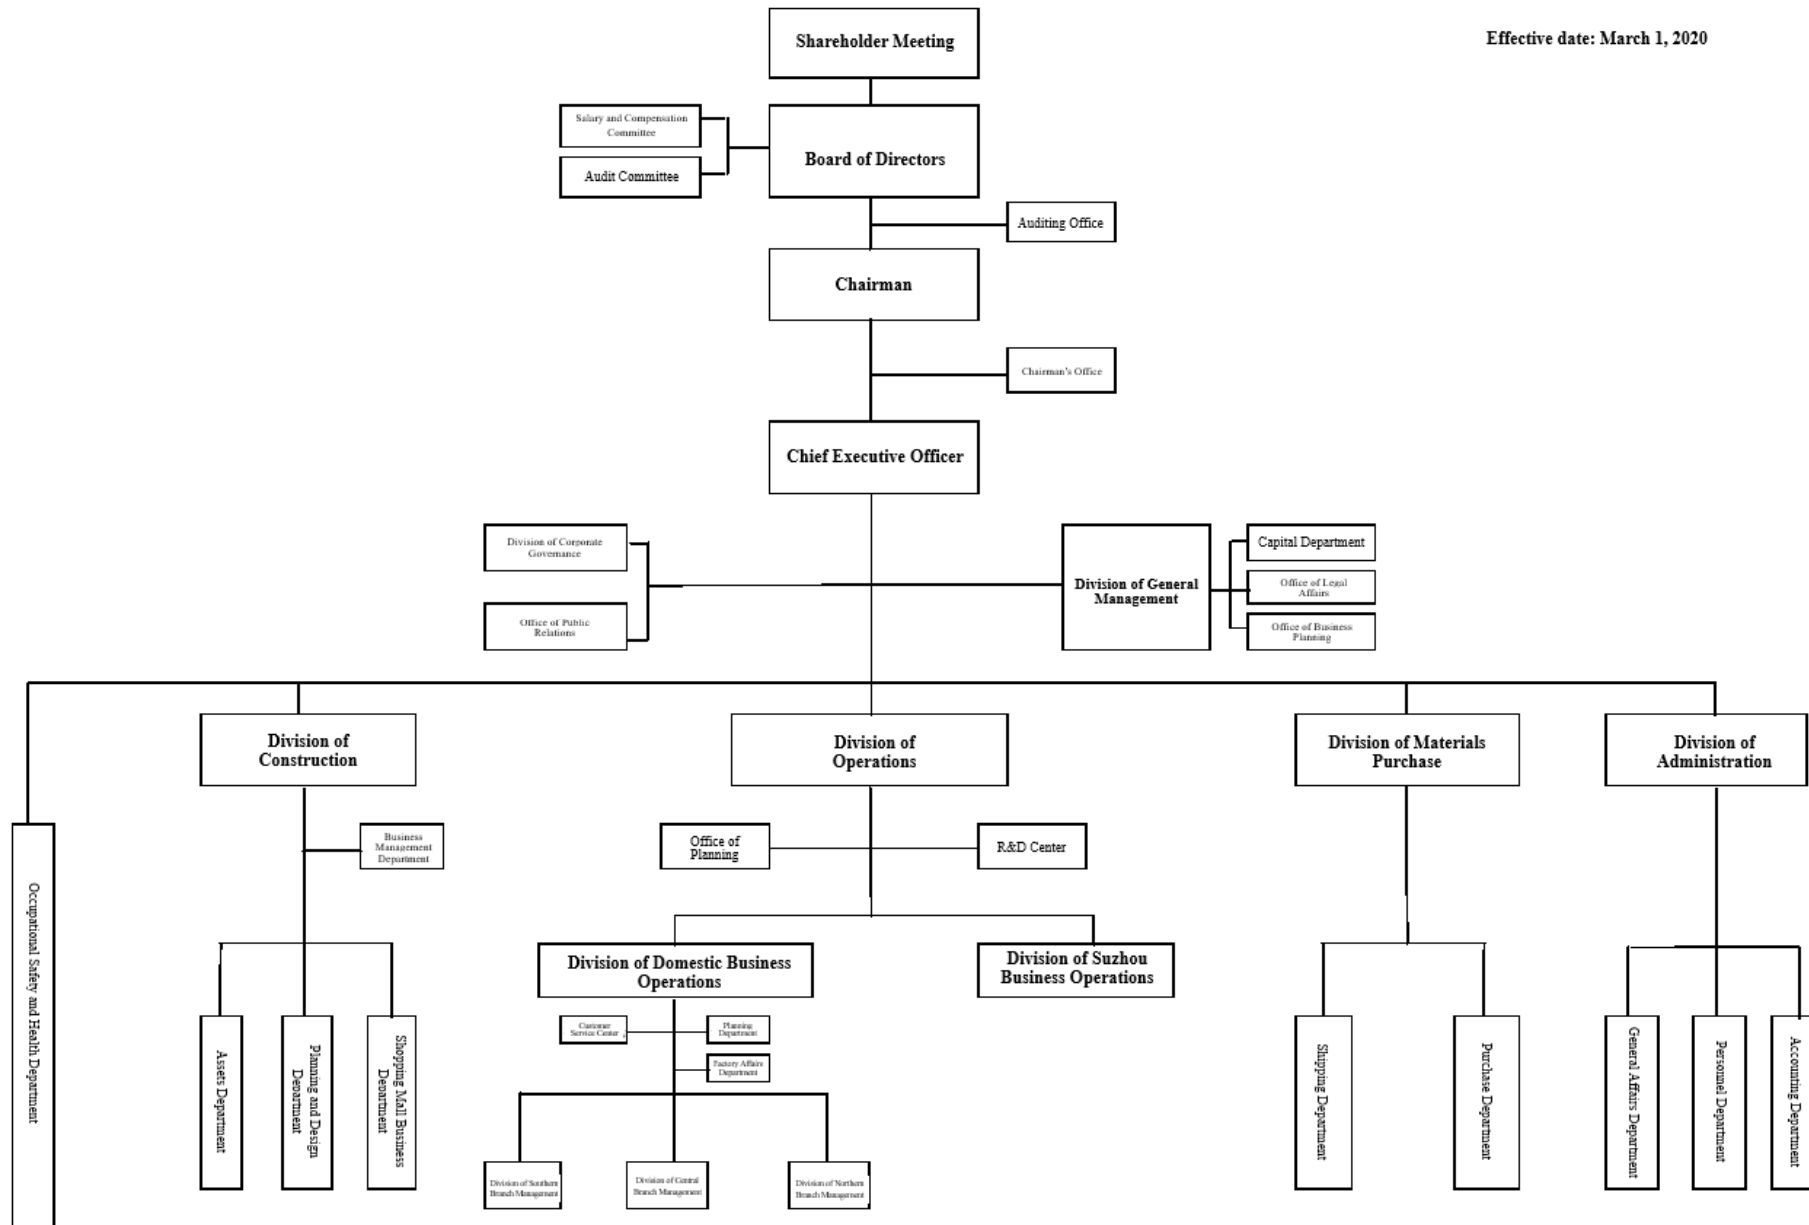 Shareholder Meeting
Effective date: March 1, 2020
Salary and Compensation
Committee
Audit Committee
Board of Directors
Auditing Office
Chairman
Chairman's Office
Chief Executive Officer
Division of Corporate
Governance
Office of Public
Relations
Division of General
Management
Capital Department
Office of Legal
Affairs
Office of Business
Planning
Division of
Construction
Division of
Operations
Division of Materials
Purchase
Division of
Administration
Business
Management
Department
Office of
Planning
R&D Center
Occupational Safety and Health Department
Division of Domestic Business
Operations
Division of Suzhou
Business Operations
Customer
Service Center
Planning
Department
Factory Affairs
Department
Assets Department
Planning and Design
Department
Shopping Mall Business
Department
Shipping Department
Purchase Department
General Affairs Department
Personnel Department
Accounting Department
Division of Southern
Branch Management
Division of Central
Branch Management
Division of Northern
Branch Management